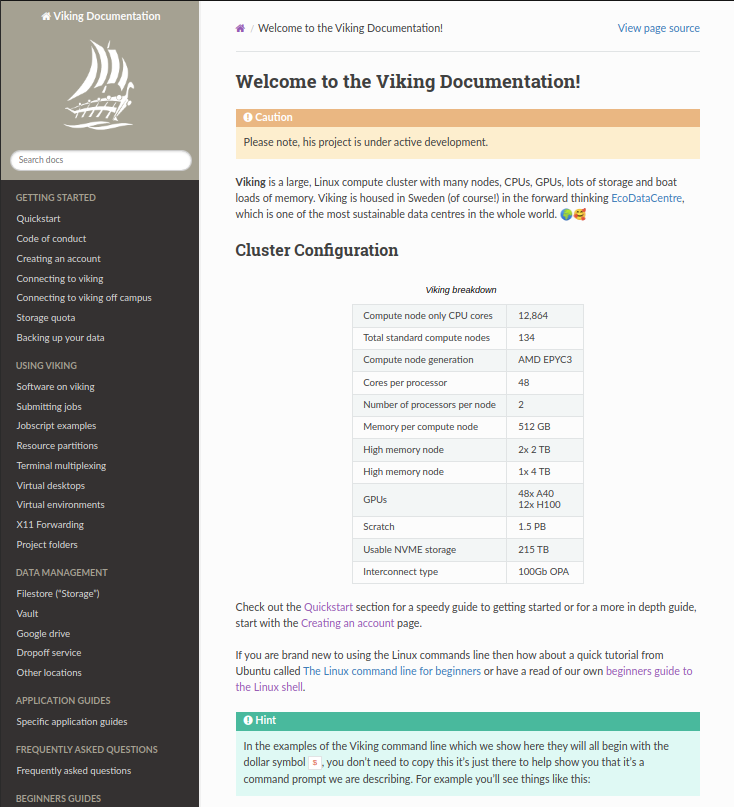 Viking Documentation
Search docs
GETTING STARTED
Quickstart
Code of conduct
Creating an account
Connecting to viking
Connecting to viking off campus
Storage quota
Backing up your data
USING VIKING
Software on viking
Submitting jobs
Jobscript examples
Resource partitions
Terminal multiplexing
Virtual desktops
Virtual environments
X11 Forwarding
Project folders
DATA MANAGEMENT
Filestore (“Storage”)
Vault
Google drive
Dropoff service
Other locations
APPLICATION GUIDES
Specific application guides
FREQUENTLY ASKED QUESTIONS
Frequently asked questions
BEGINNERS GUIDES
/ Welcome to the Viking Documentation!
View page source
Welcome to the Viking Documentation!
Caution
Please note, his project is under active development.
Viking is a large, Linux compute cluster with many nodes, CPUs, GPUs, lots of storage and boat
loads of memory. Viking is housed in Sweden (of course!) in the forward thinking EcoDataCentre,
which is one of the most sustainable data centres in the whole world. 🌍🥰
Cluster Configuration
Viking breakdown
Compute node only CPU cores 12,864
Total standard compute nodes 134
Compute node generation AMD EPYC3
Cores per processor 48
Number of processors per node 2
Memory per compute node 512 GB
High memory node 2x 2 TB
High memory node 1x 4 TB
GPUs 48x A40
12x H100
Scratch 1.5 PB
Usable NVME storage 215 TB
Interconnect type 100Gb OPA
Check out the Quickstart section for a speedy guide to getting started or for a more in depth guide,
start with the Creating an account page.
If you are brand new to using the Linux commands line then how about a quick tutorial from
Ubuntu called The Linux command line for beginners or have a read of our own beginners guide to
the Linux shell.
Hint
In the examples of the Viking command line which we show here they will all begin with the
dollar symbol $ , you don’t need to copy this it’s just there to help show you that it’s a
command prompt we are describing. For example you’ll see things like this: